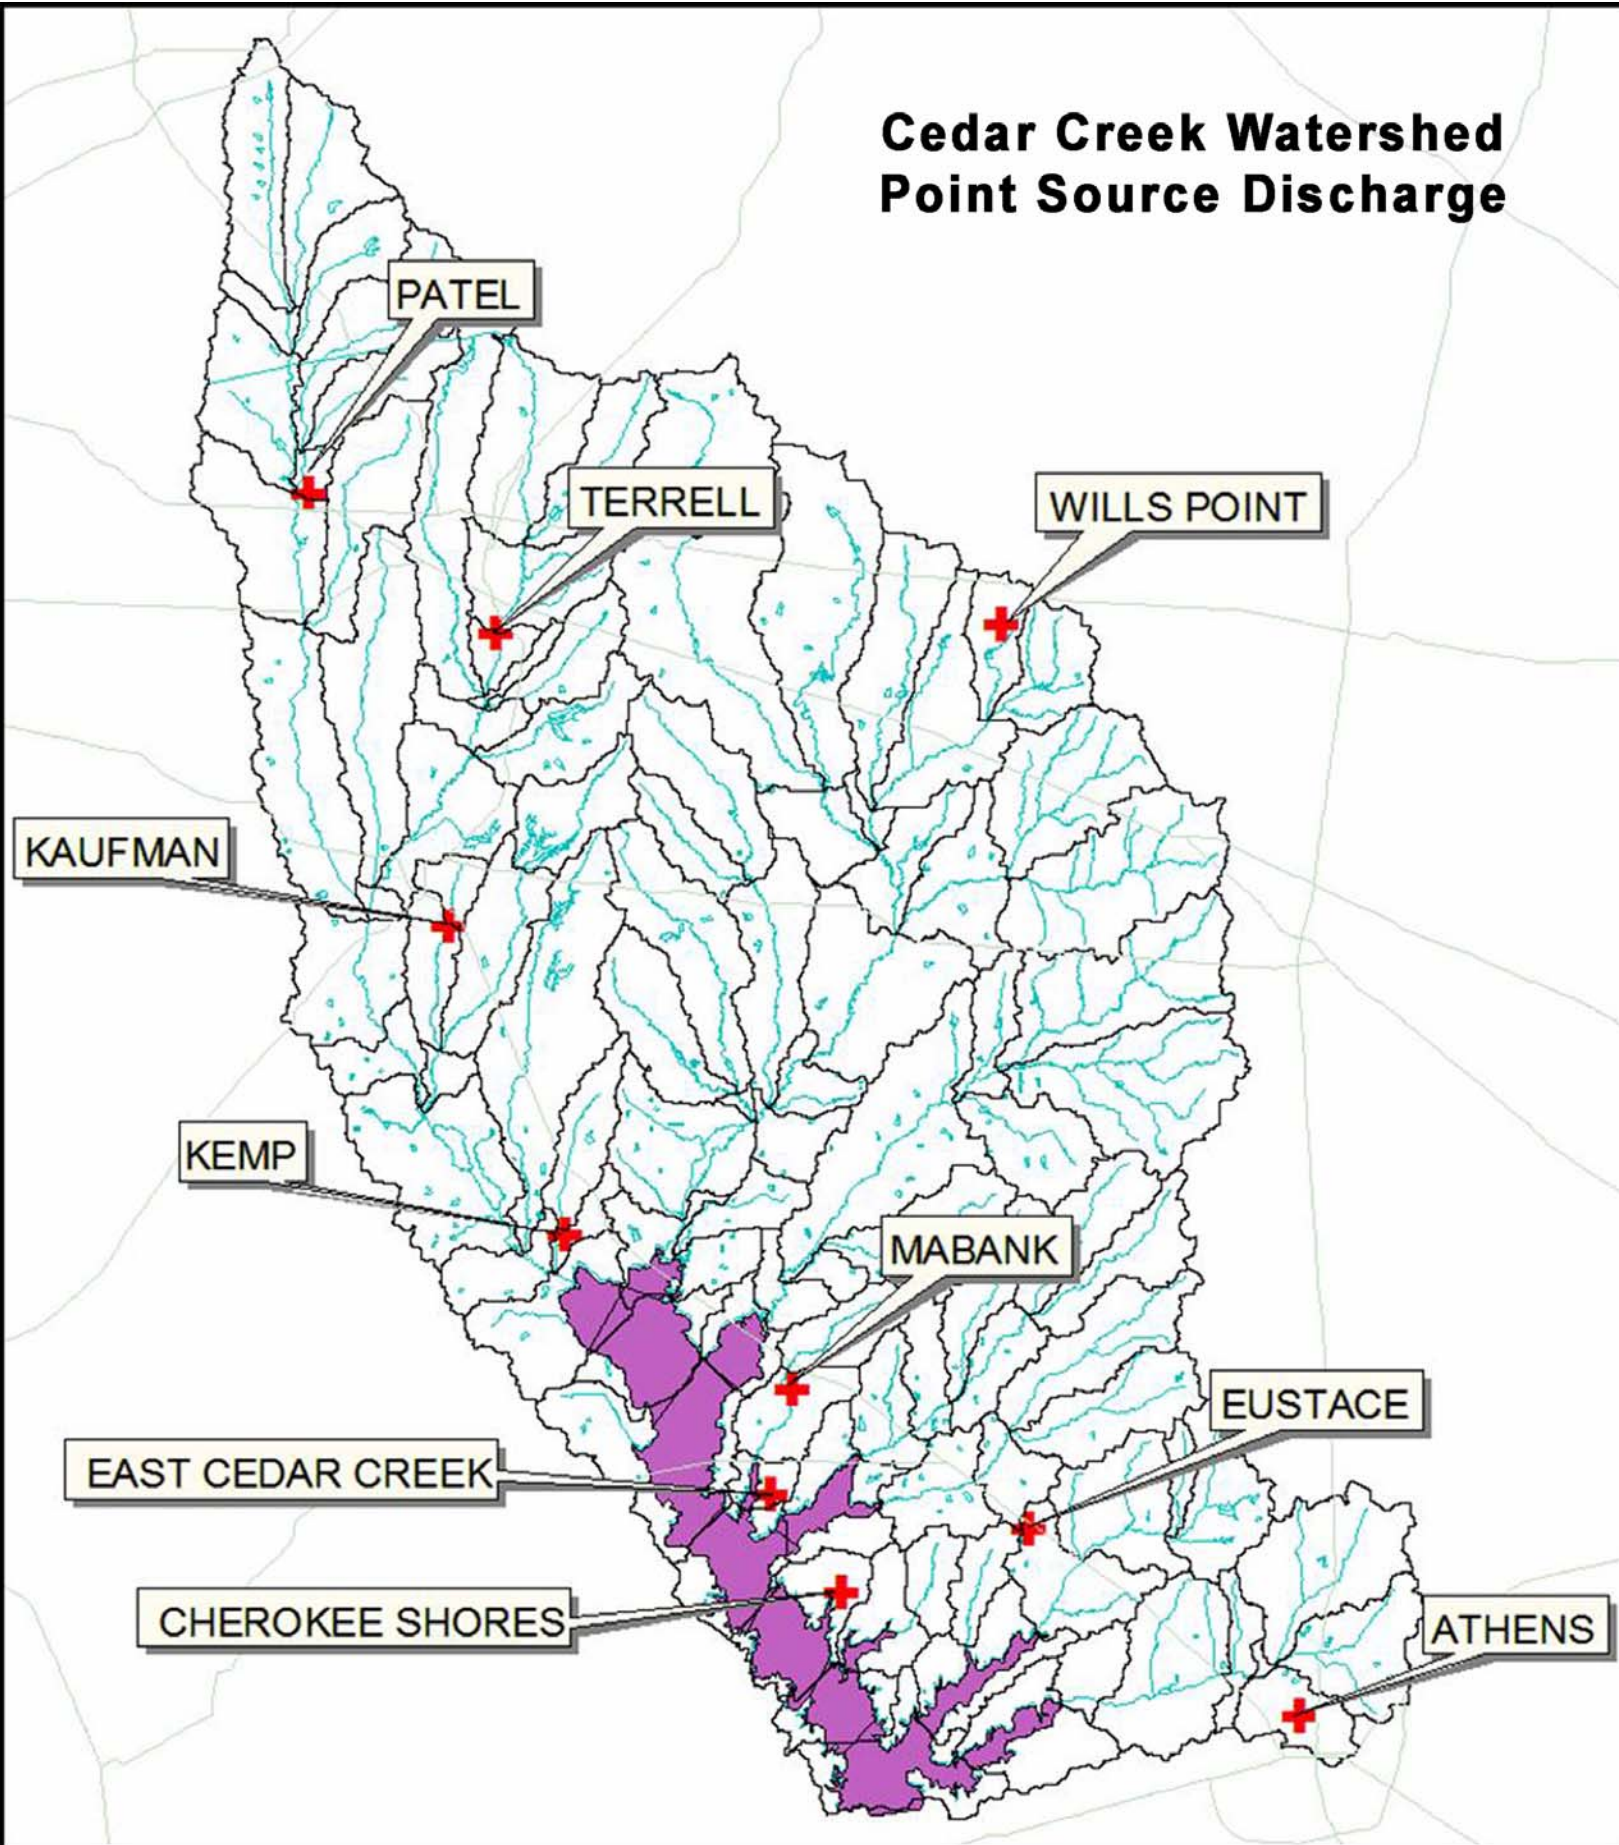 Cedar Creek Watershed
Point Source Discharge
PATEL
TERRELL
WILLS POINT
KAUFMAN
KEMP
MABANK
EUSTACE
EAST CEDAR CREEK
CHEROKEE SHORES
ATHENS